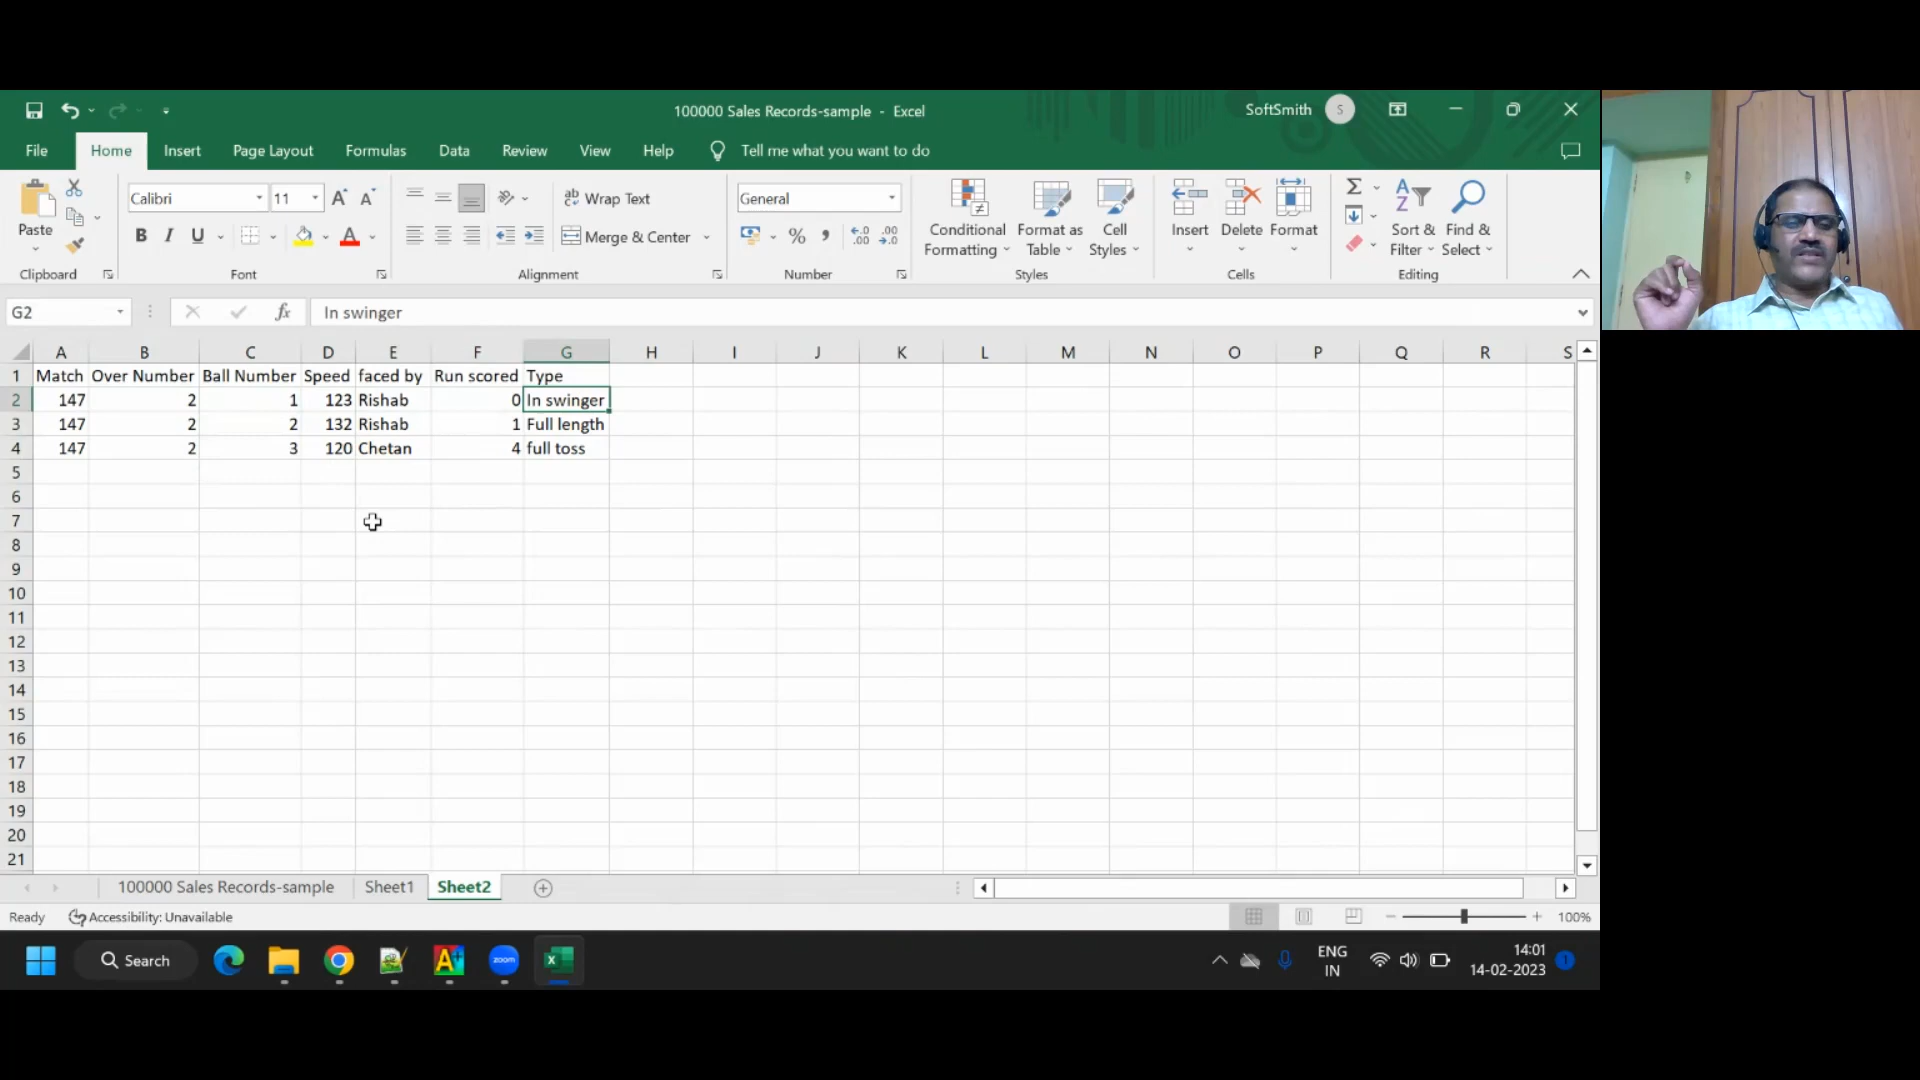 100000 Sales Records-sample - Excel
SoftSmith S
File Home Insert Page Layout Formulas Data Review View Help Tell me what you want to do
Paste
Clipboard
Calibri 11
B I U
Font
Wrap Text
Merge & Center
Alignment
General
Number
Conditional Formatting
Format as Table
Cell Styles
Styles
Insert
Delete
Format
Cells
Sort & Filter
Find & Select
Editing
G2 fx In swinger
A B C D E F G H I J K L M N O P Q R S
1 Match Over Number Ball Number Speed faced by Run scored Type
2 147 2 1 123 Rishab 0 In swinger
3 147 2 2 132 Rishab 1 Full length
4 147 2 3 120 Chetan 4 full toss
5
6
7
8
9
10
11
12
13
14
15
16
17
18
19
20
21
100000 Sales Records-sample Sheet1 Sheet2
Ready Accessibility: Unavailable 100%
Search zoom
ENG IN
14:01
14-02-2023